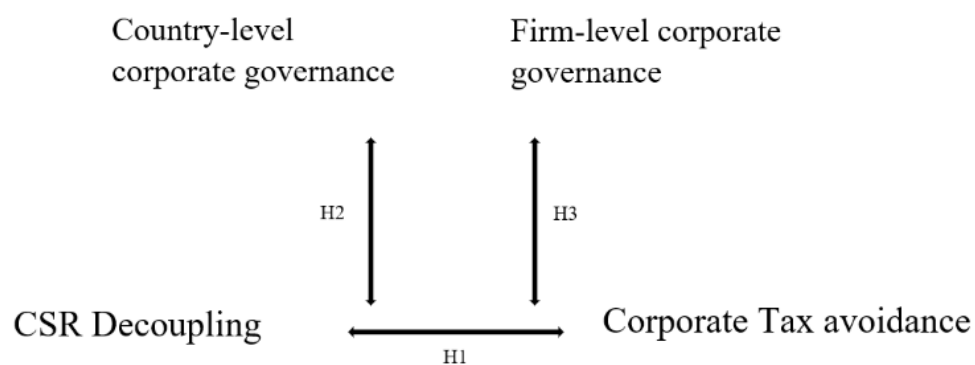 Country-level
corporate governance
Firm-level corporate
governance
H2
H3
CSR Decoupling
Corporate Tax avoidance
H1